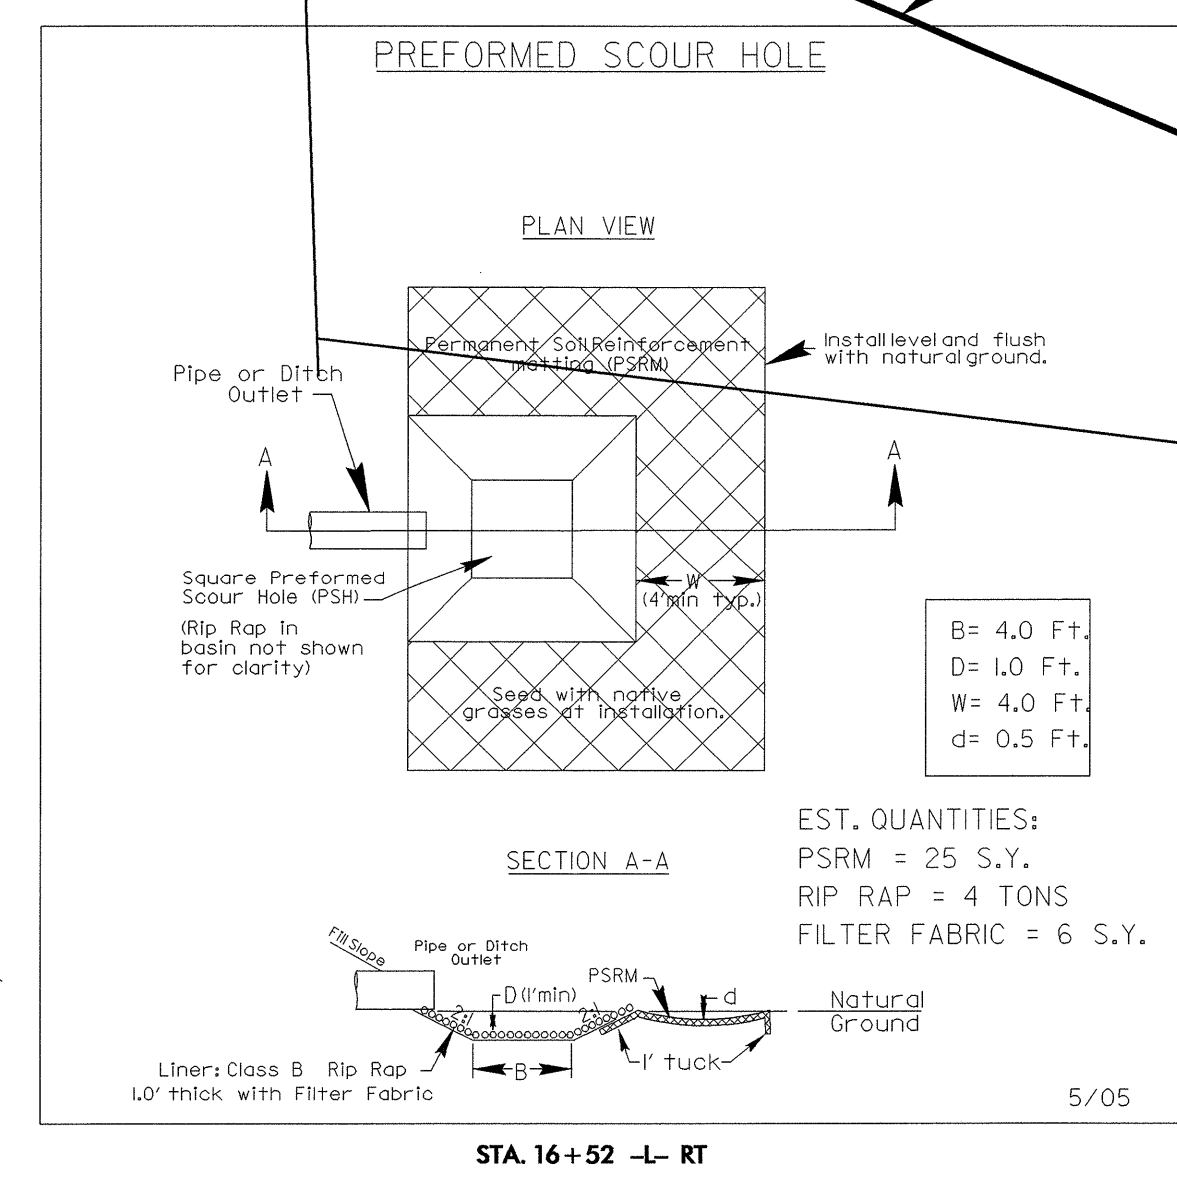 PREFORMED SCOUR HOLE
PLAN VIEW
Permanent Soil Reinforcement
matting (PSRM)
Install level and flush
with natural ground.
Pipe or Ditch
Outlet
A
A
Square Preformed
Scour Hole (PSH)
(Rip Rap in
basin not shown
for clarity)
W
(4'min typ.)
Seed with native
grasses at installation.
B= 4.0 Ft.
D= 1.0 Ft.
W= 4.0 Ft.
d= 0.5 Ft.
EST. QUANTITIES:
PSRM = 25 S.Y.
RIP RAP = 4 TONS
FILTER FABRIC = 6 S.Y.
SECTION A-A
Fill Slope
Pipe or Ditch
Outlet
PSRM
D (1'min)
d
2:1
2:1
Natural
Ground
1' tuck
B
Liner: Class B Rip Rap
1.0' thick with Filter Fabric
5/05
STA. 16+52 -L- RT